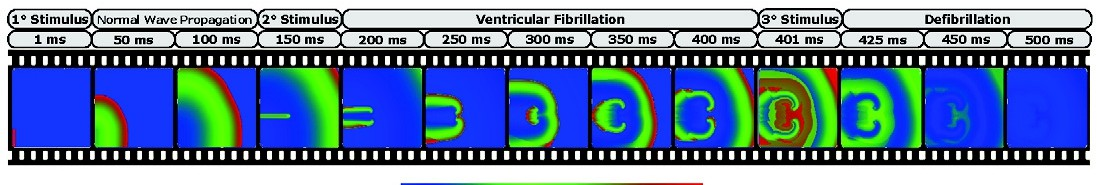 1° Stimulus Normal Wave Propagation 2° Stimulus Ventricular Fibrillation 3° Stimulus Defibrillation
1 ms 50 ms 100 ms 150 ms 200 ms 250 ms 300 ms 350 ms 400 ms 401 ms 425 ms 450 ms 500 ms